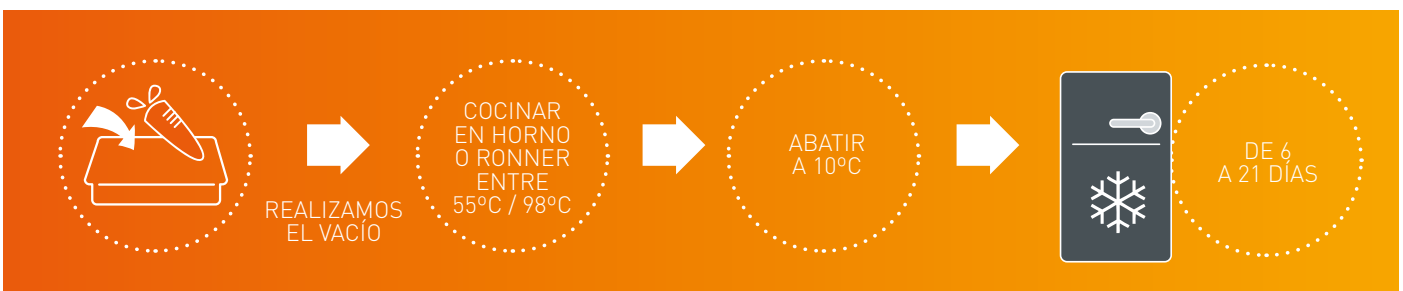 REALIZAMOS
EL VACÍO
COCINAR
EN HORNO
O RONNER
ENTRE
55ºC / 98ºC
ABATIR
A 10ºC
DE 6
A 21 DÍAS